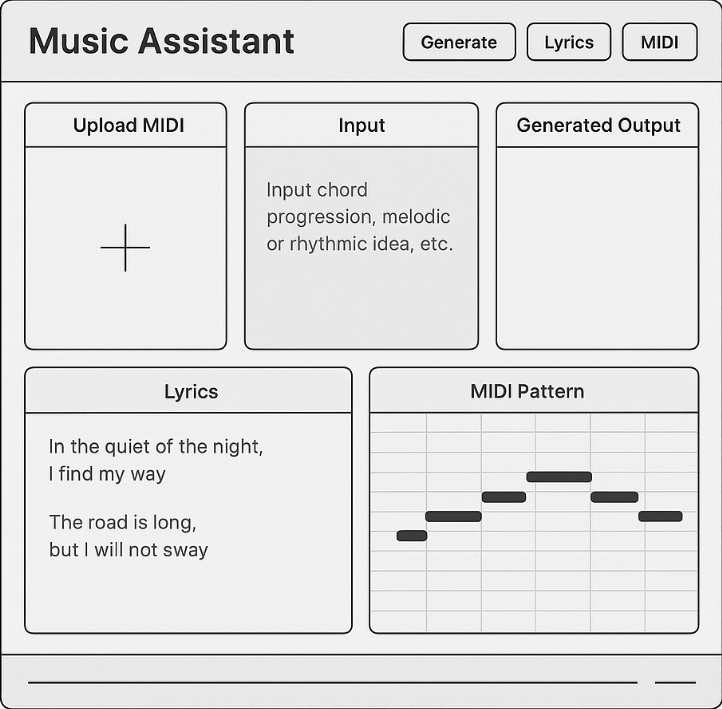 Music Assistant
Generate
Lyrics
MIDI
Upload MIDI
Input
Generated Output
Input chord
progression, melodic
or rhythmic idea, etc.
Lyrics
MIDI Pattern
In the quiet of the night,
I find my way
The road is long,
but I will not sway